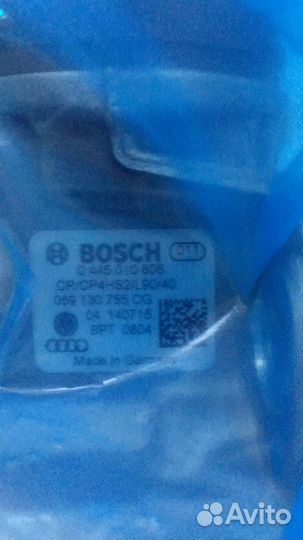 BOSCH
0 445 010 806
CR/CP4HS2/L90/40
059 130 755 CG
04 140716
BPT 0804
Made in Germany
Avito